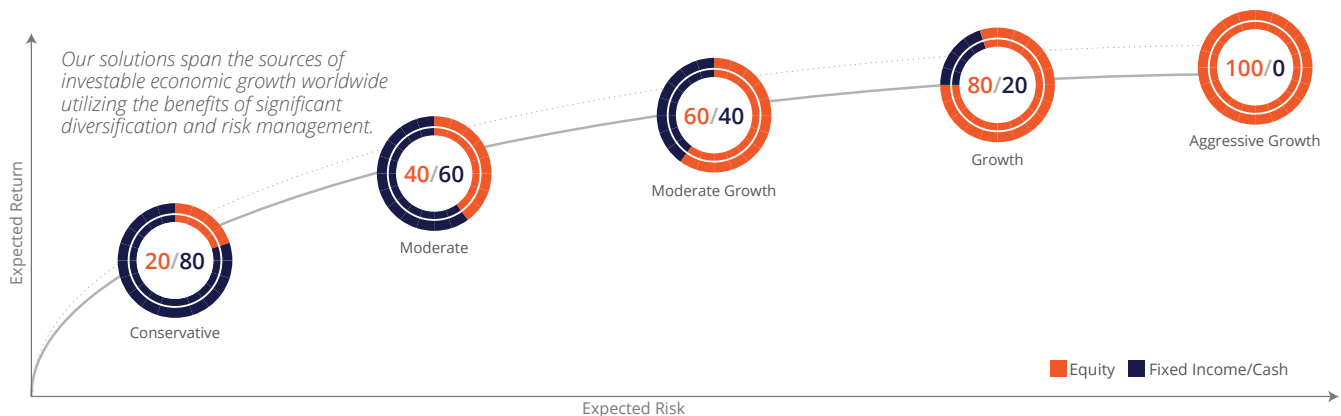 Our solutions span the sources of
investable economic growth worldwide
utilizing the benefits of significant
diversification and risk management.
Expected Return
20/80
Conservative
40/60
Moderate
60/40
Moderate Growth
80/20
Growth
100/0
Aggressive Growth
Equity
Fixed Income/Cash
Expected Risk